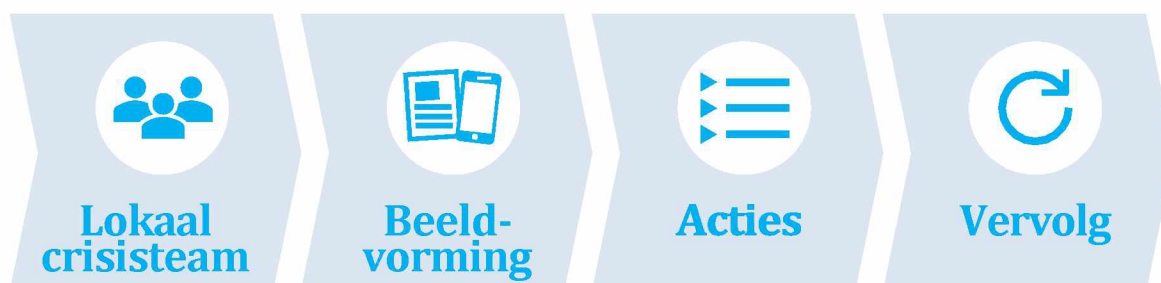 Lokaal
crisisteam
Beeld-
vorming
Acties
Vervolg